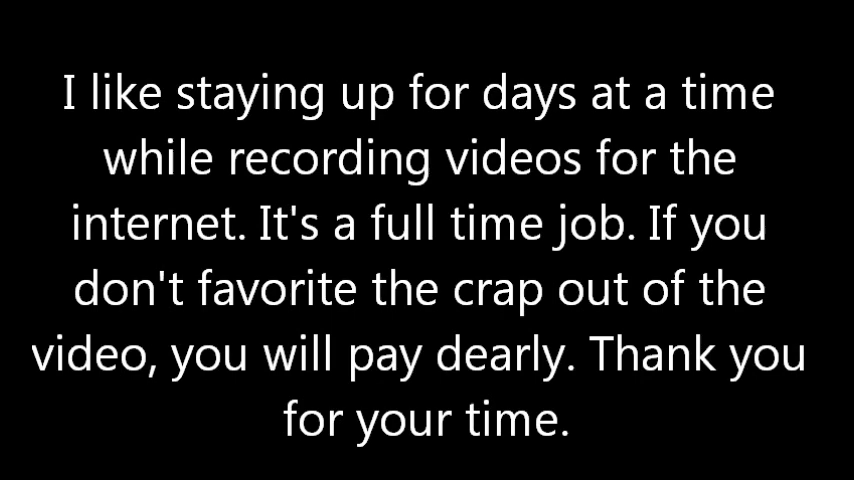 I like staying up for days at a time
while recording videos for the
internet. It's a full time job. If you
don't favorite the crap out of the
video, you will pay dearly. Thank you
for your time.